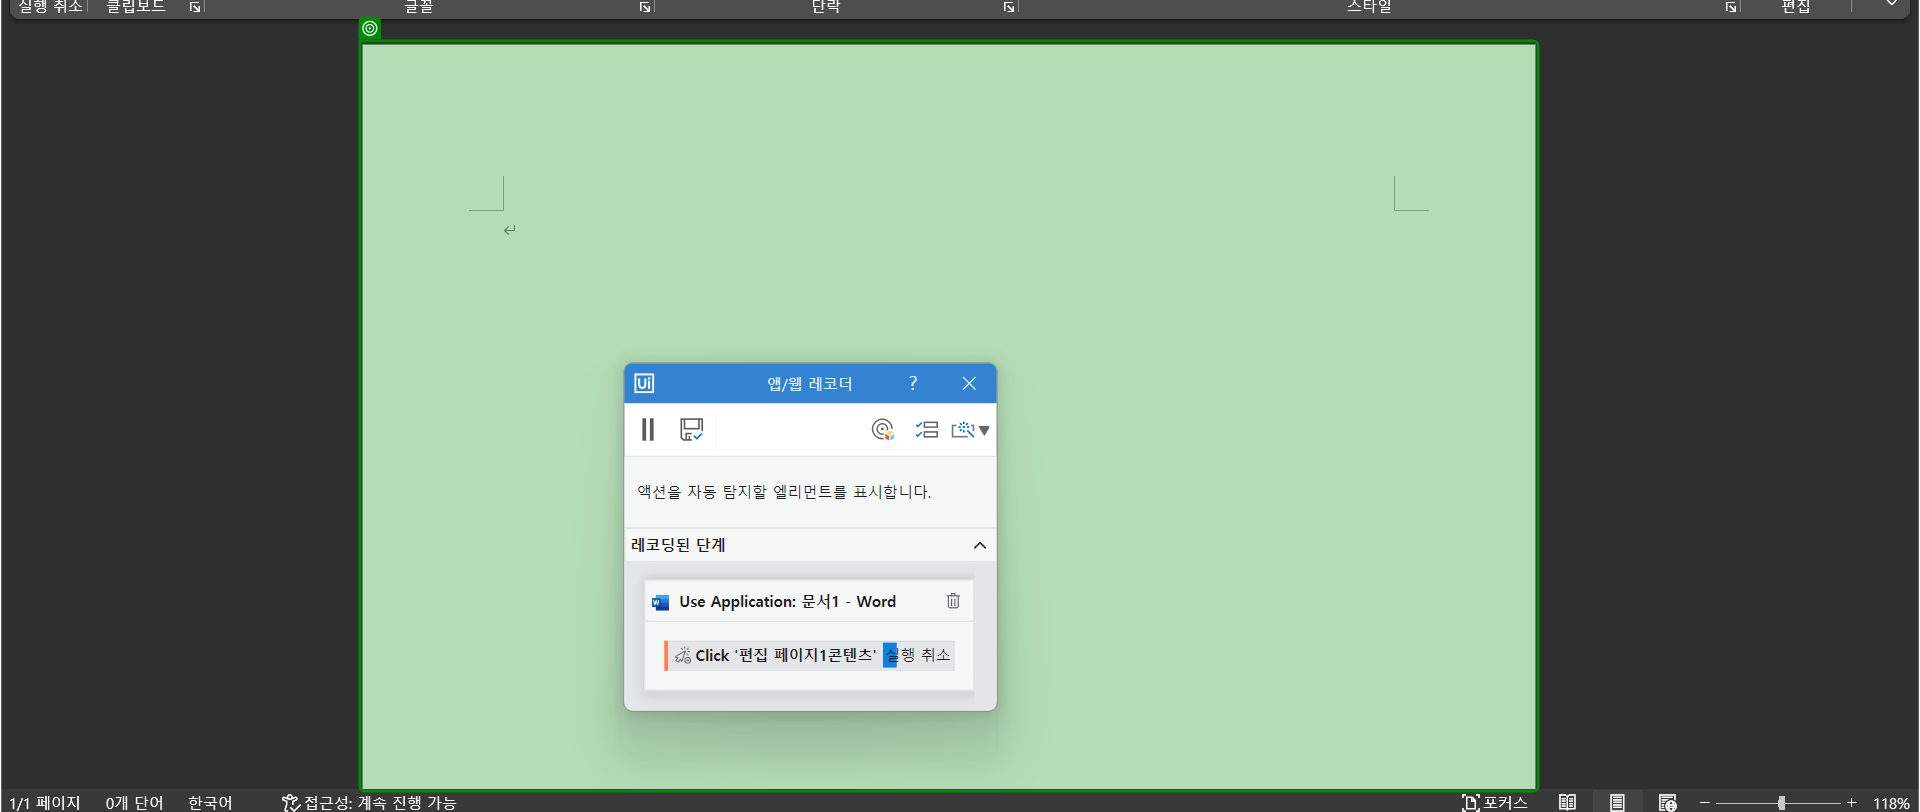 실행 취소 클립보드 글꼴 단락 스타일 편집
Ui 앱/웹 레코더 ?
액션을 자동 탐지할 엘리먼트를 표시합니다.
레코딩된 단계
W Use Application: 문서1 - Word
Click '편집 페이지1콘텐츠' 실행 취소
1/1 페이지 0개 단어 한국어 접근성: 계속 진행 가능 포커스 118%